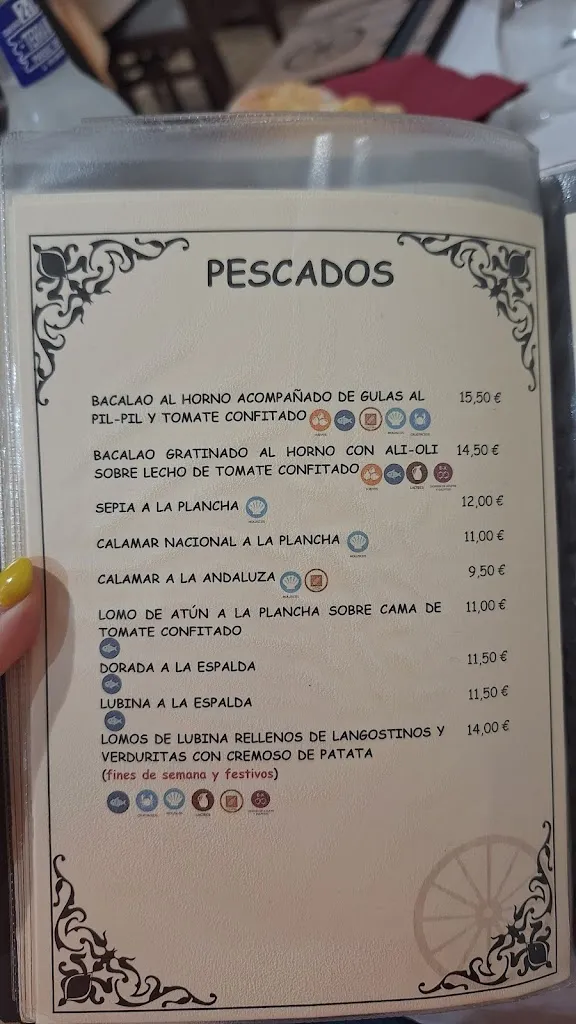 PESCADOS
BACALAO AL HORNO ACOMPAÑADO DE GULAS AL 15,50 €
PIL-PIL Y TOMATE CONFITADO
BACALAO GRATINADO AL HORNO CON ALI-OLI 14,50 €
SOBRE LECHO DE TOMATE CONFITADO
SEPIA A LA PLANCHA 12,00 €
CALAMAR NACIONAL A LA PLANCHA 11,00 €
CALAMAR A LA ANDALUZA 9,50 €
LOMO DE ATÚN A LA PLANCHA SOBRE CAMA DE 11,00 €
TOMATE CONFITADO
DORADA A LA ESPALDA 11,50 €
LUBINA A LA ESPALDA 11,50 €
LOMOS DE LUBINA RELLENOS DE LANGOSTINOS Y 14,00 €
VERDURITAS CON CREMOSO DE PATATA
(fines de semana y festivos)